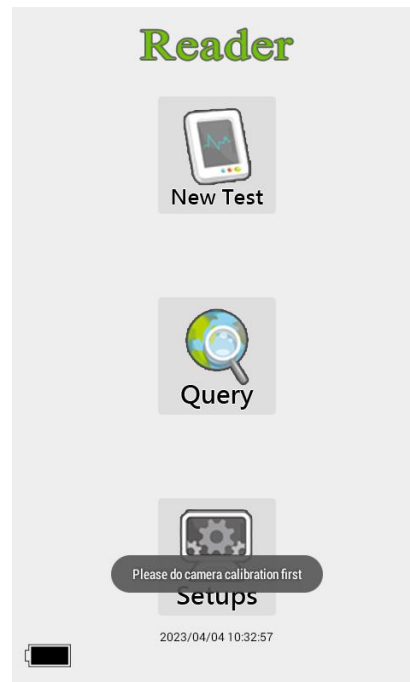 Reader
New Test
Query
Please do camera calibration first
Setups
2023/04/04 10:32:57